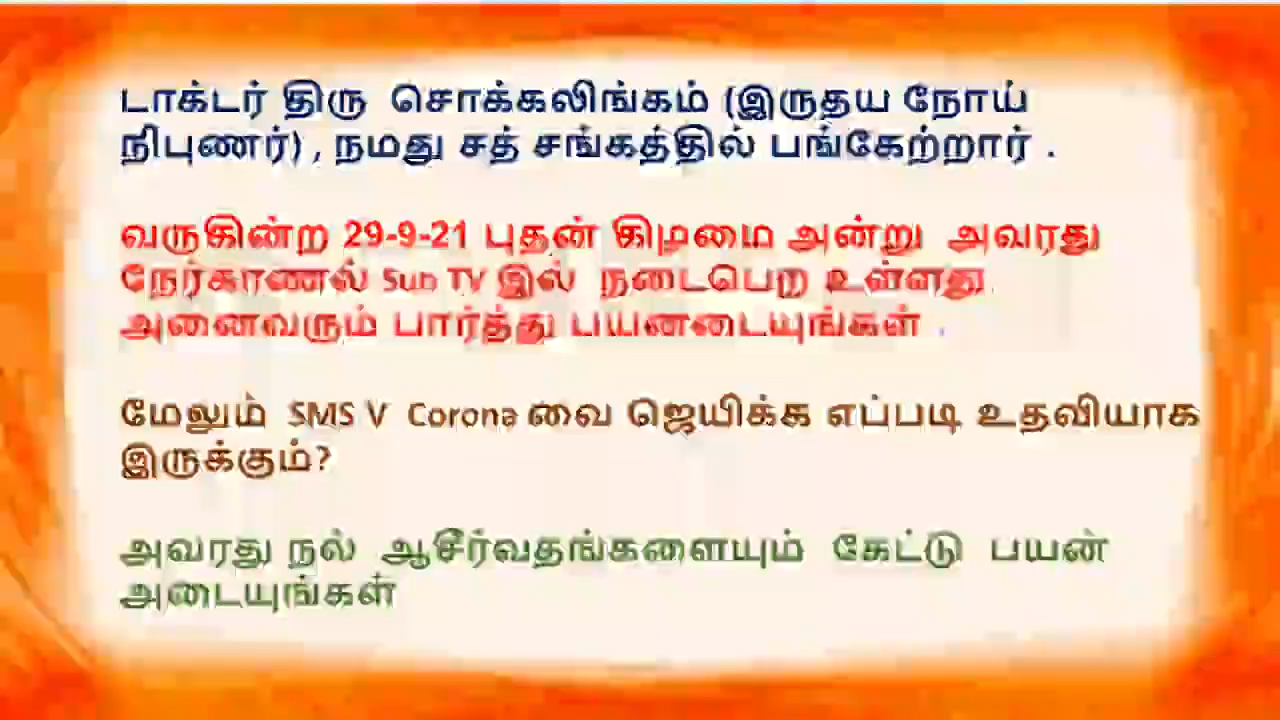 டாக்டர் திரு சொக்கலிங்கம் (இருதய நோய்
நிபுணர்) , நமது சத் சங்கத்தில் பங்கேற்றார் .
வருகின்ற 29-9-21 புதன் கிழமை அன்று அவரது
நேர்காணல் Sun TV இல் நடைபெற உள்ளது.
அனைவரும் பார்த்து பயனடையுங்கள் .
மேலும் SMS V Corona வை ஜெயிக்க எப்படி உதவியாக
இருக்கும்?
அவரது நல் ஆசீர்வதங்களையும் கேட்டு பயன்
அடையுங்கள்